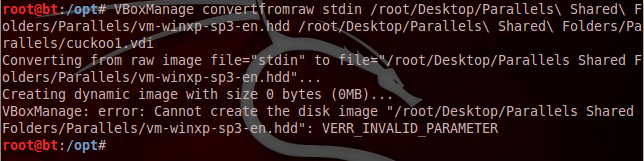 root@bt:/opt# VBoxManage convertfromraw stdin /root/Desktop/Parallels\ Shared\ F
olders/Parallels/vm-winxp-sp3-en.hdd /root/Desktop/Parallels\ Shared\ Folders/Pa
rallels/cuckoo1.vdi
Converting from raw image file="stdin" to file="/root/Desktop/Parallels Shared F
olders/Parallels/vm-winxp-sp3-en.hdd"...
Creating dynamic image with size 0 bytes (0MB)...
VBoxManage: error: Cannot create the disk image "/root/Desktop/Parallels Shared 
Folders/Parallels/vm-winxp-sp3-en.hdd": VERR_INVALID_PARAMETER
root@bt:/opt#